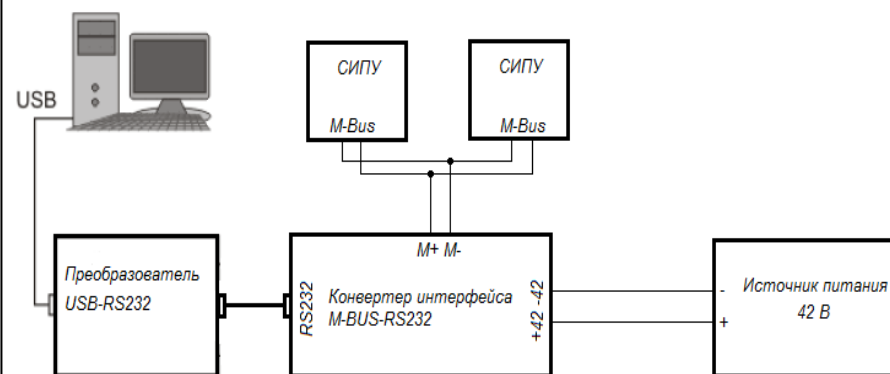 USB
СИПУ
M-Bus
СИПУ
M-Bus
Преобразователь
USB-RS232
RS232
M+ M-
Конвертер интерфейса
M-BUS-RS232
+42 -42
-
+
Источник питания
42 В